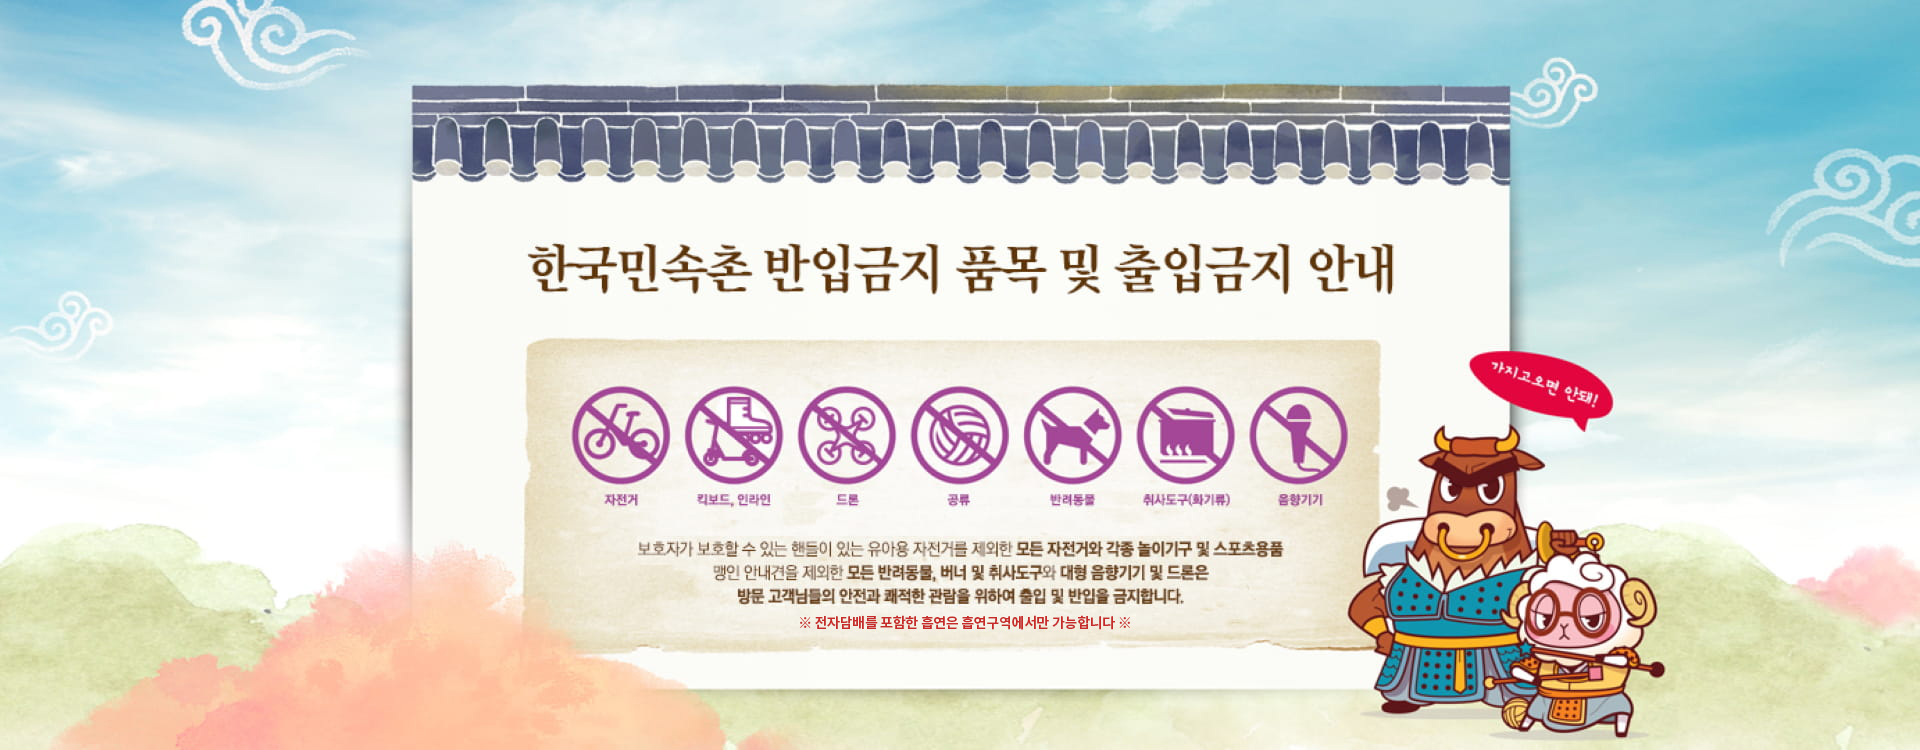 한국민속촌 반입금지 품목 및 출입금지 안내
가지고오면 안돼!
자전거
킥보드, 인라인
드론
공류
반려동물
취사도구(화기류)
음향기기
보호자가 보호할 수 있는 핸들이 있는 유아용 자전거를 제외한 모든 자전거와 각종 놀이기구 및 스포츠용품
맹인 안내견을 제외한 모든 반려동물, 버너 및 취사도구와 대형 음향기기 및 드론은
방문 고객님들의 안전과 쾌적한 관람을 위하여 출입 및 반입을 금지합니다.
※ 전자담배를 포함한 흡연은 흡연구역에서만 가능합니다 ※